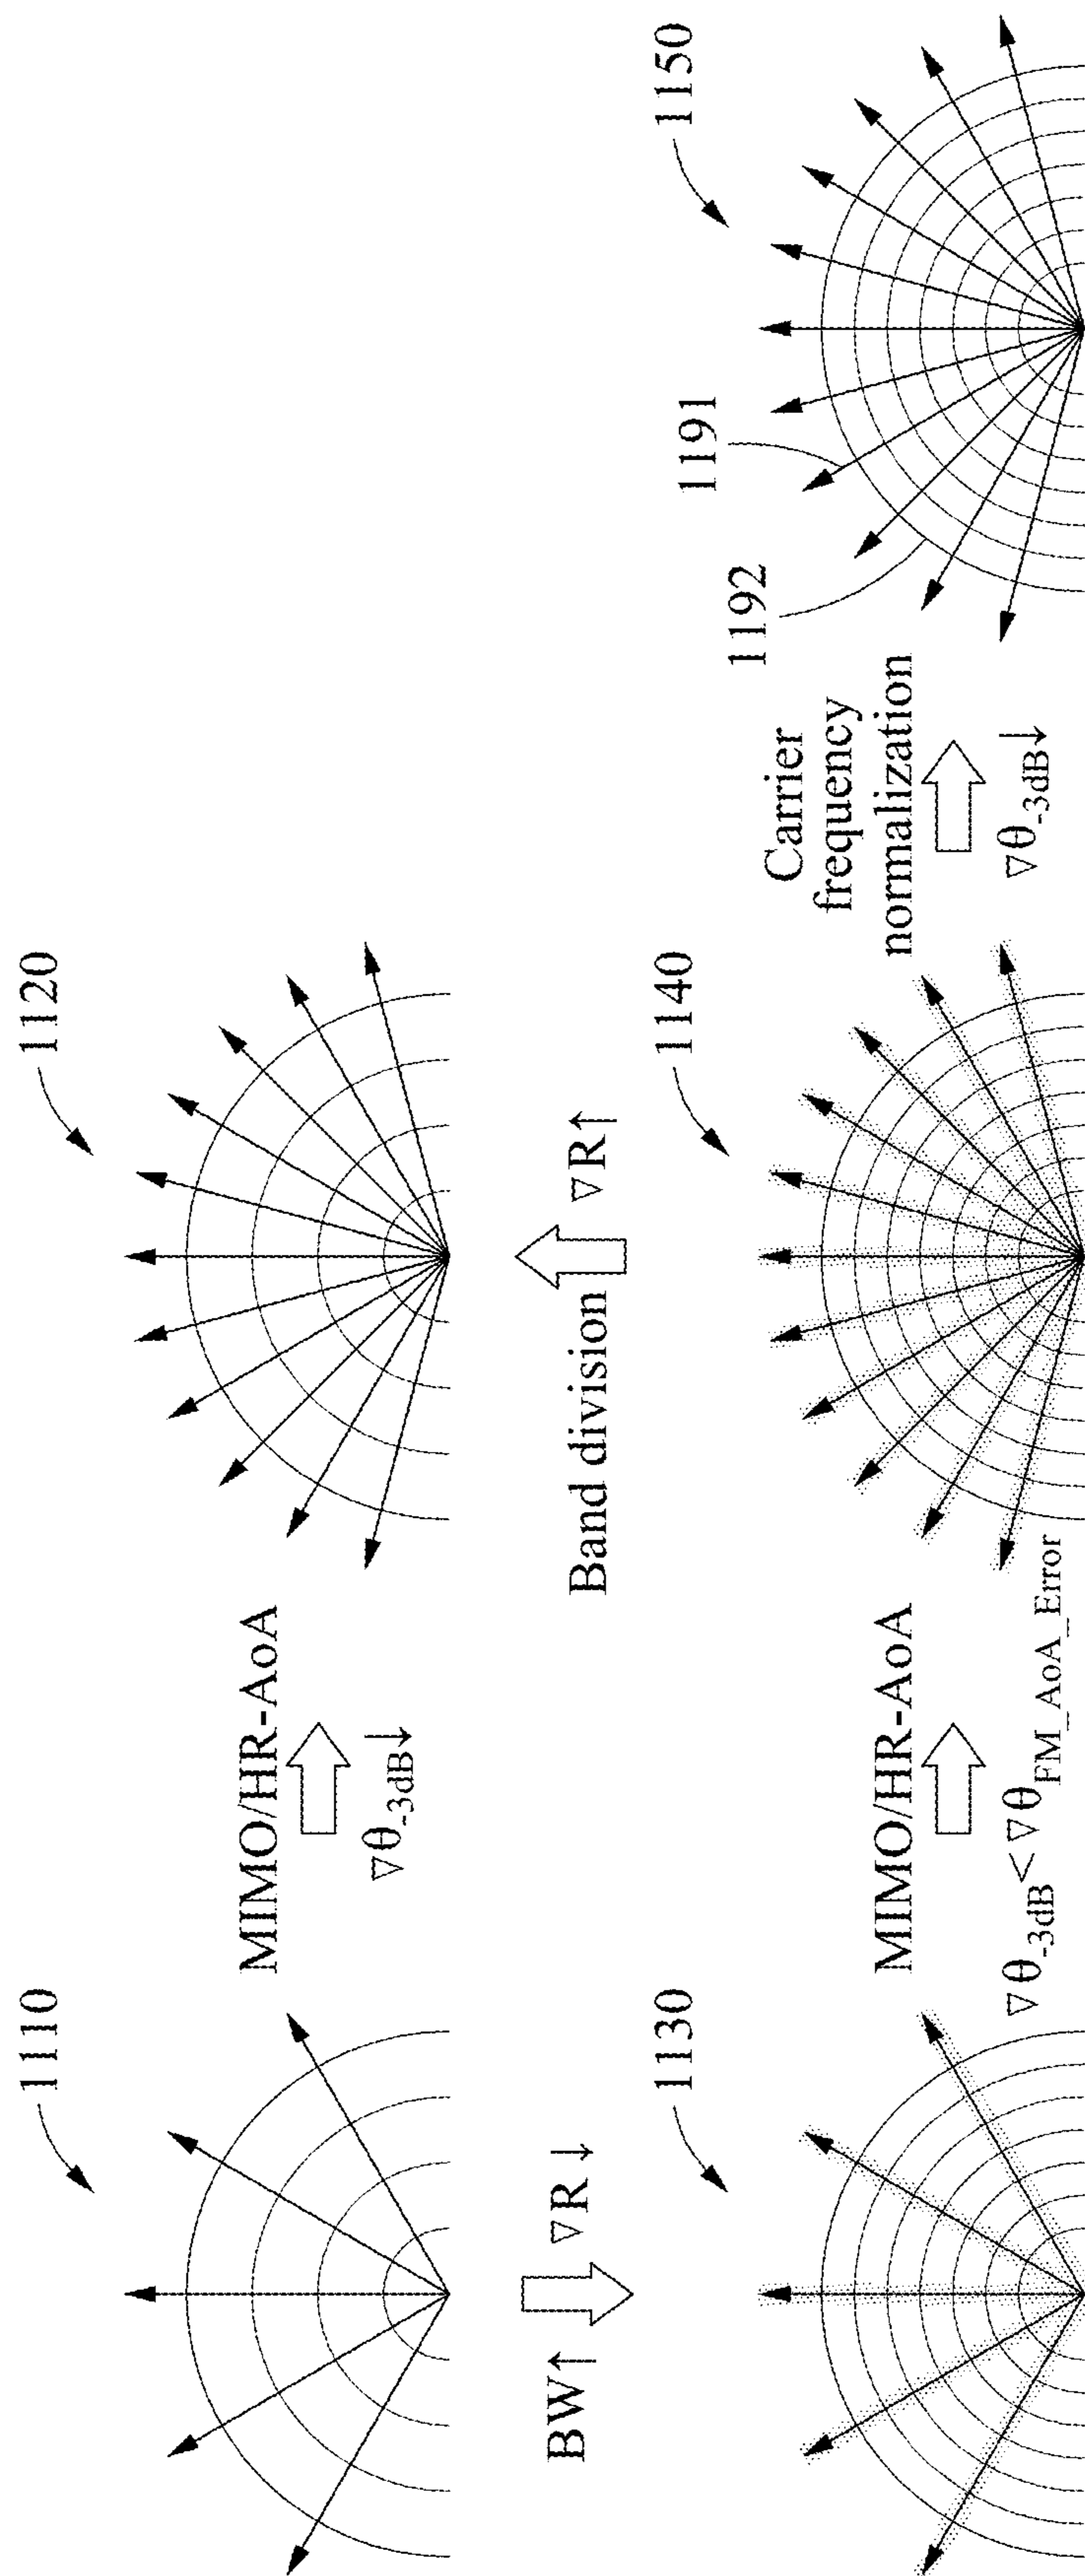 1110
MIMO/HR-AoA
∇θ-3dB↓
1120
BW↑
∇R↓
Band division
∇R↑
1130
MIMO/HR-AoA
∇θ-3dB<∇θFM_AoA_Error
1140
Carrier
frequency
normalization
∇θ-3dB↓
1192
1191
1150